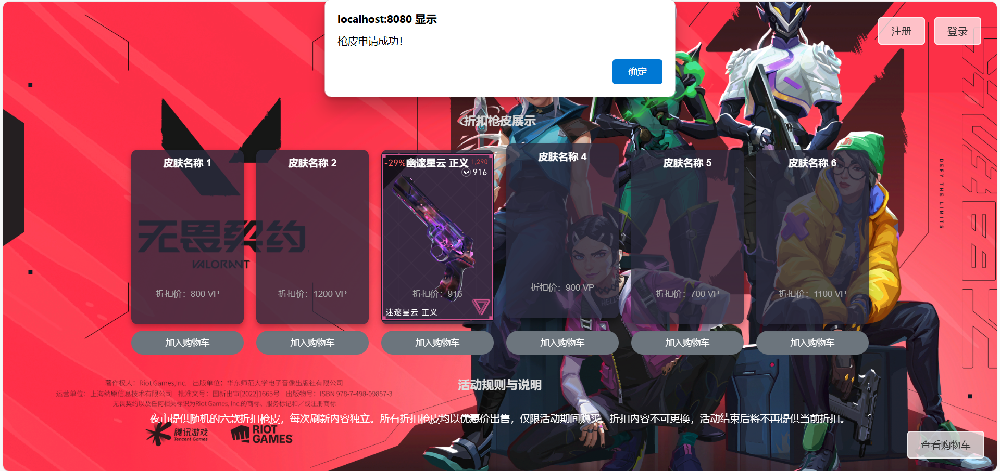 localhost:8080 显示
枪皮申请成功！
确定
注册
登录
折扣枪皮展示
皮肤名称 1
皮肤名称 2
-29%
幽邃星云 正义
1,290
916
皮肤名称 4
皮肤名称 5
皮肤名称 6
DEFY THE LIMITS
无畏契约
VALORANT
HELLO
折扣价：800 VP
折扣价：1200 VP
折扣价：916
折扣价：900 VP
折扣价：700 VP
折扣价：1100 VP
迷邃星云 正义
加入购物车
加入购物车
加入购物车
加入购物车
加入购物车
加入购物车
著作权人：Riot Games,Inc. 出版单位：华东师范大学电子音像出版社有限公司
运营单位：上海纳原信息技术有限公司 批准文号：国新出审[2022]1665号 出版物号：ISBN 978-7-498-09857-3
无畏契约以及任何相关标识为Riot Games, Inc.的商标、服务标记和／或注册商标
活动规则与说明
夜市提供随机的六款折扣枪皮，每次刷新内容独立。所有折扣枪皮均以优惠价出售，仅限活动期间购买。折扣内容不可更换，活动结束后将不再提供当前折扣。
腾讯游戏
Tencent Games
RIOT
GAMES
查看购物车